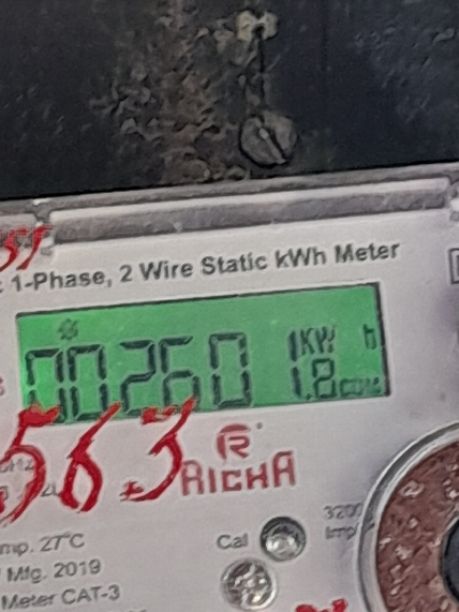 1-Phase, 2 Wire Static kWh Meter
00260 1KW h
1.8
563
R
RICHA
3200
Imp/
Cal
mp. 27°C
Mfg. 2019
Meter CAT-3